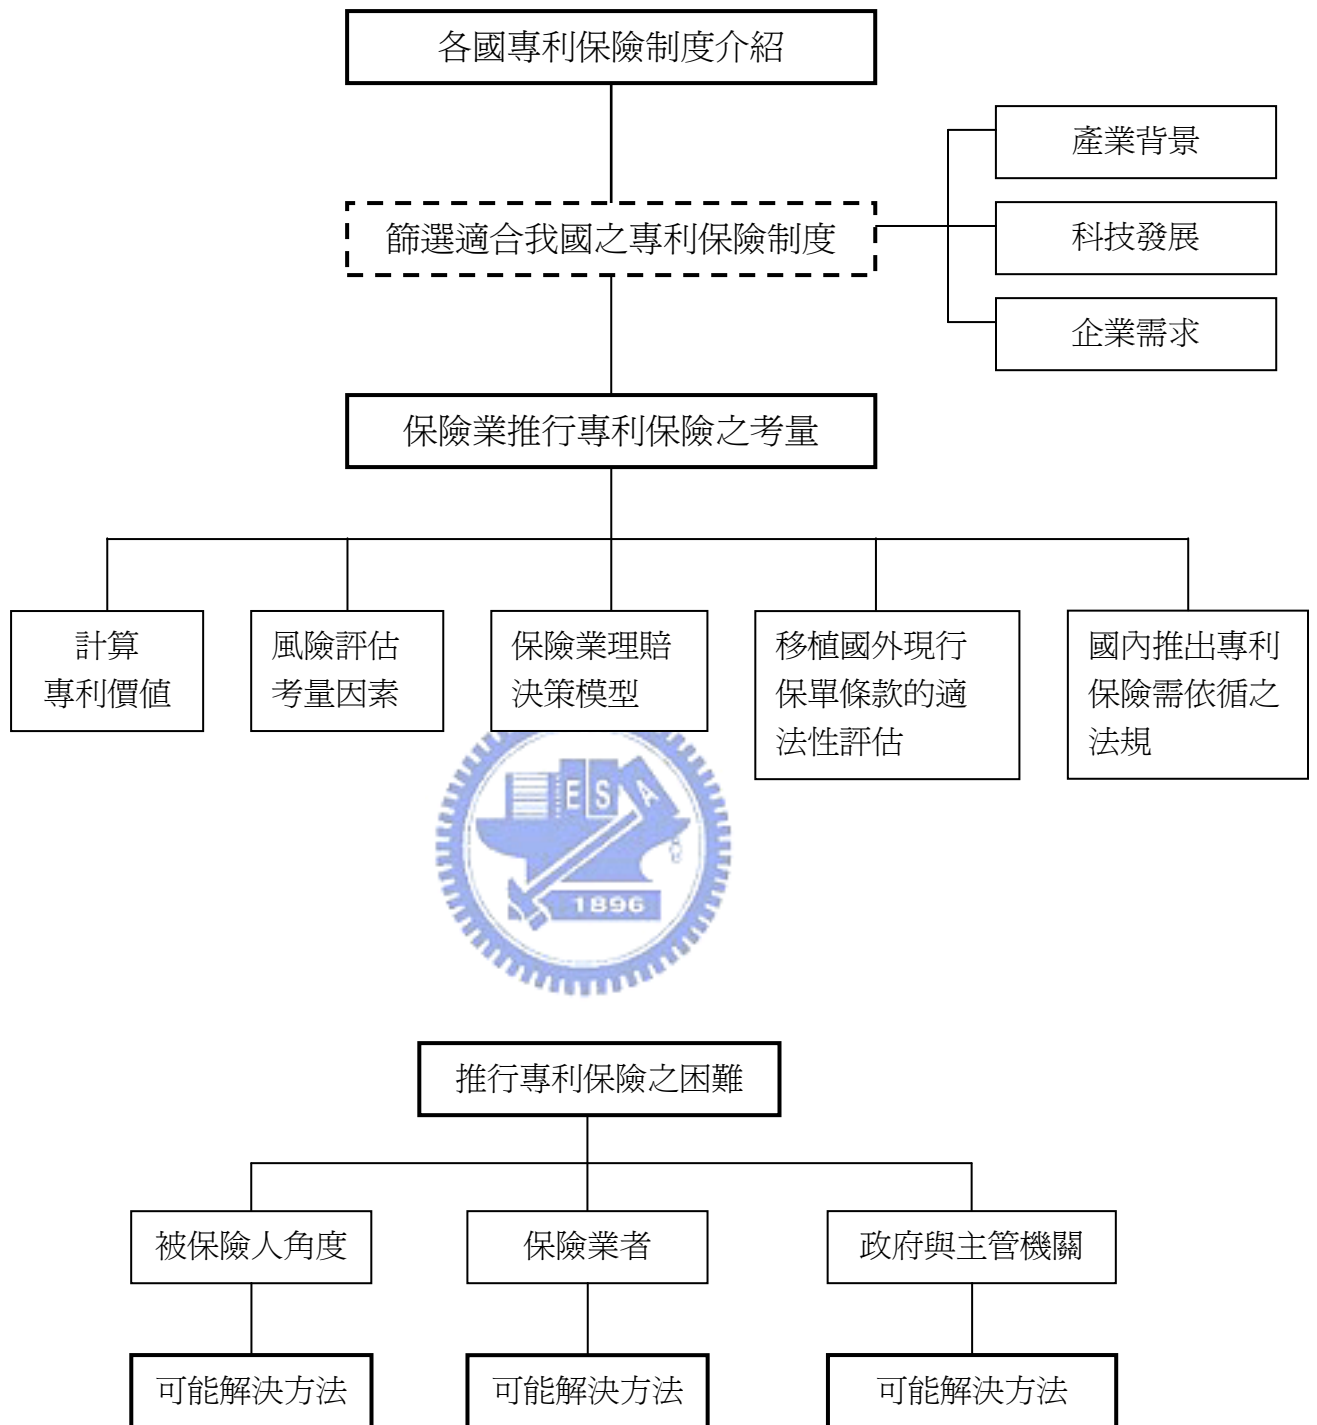 各國專利保險制度介紹
產業背景
篩選適合我國之專利保險制度
科技發展
企業需求
保險業推行專利保險之考量
計算
專利價值
風險評估
考量因素
保險業理賠
決策模型
移植國外現行
保單條款的適
法性評估
國內推出專利
保險需依循之
法規
E S A
1896
推行專利保險之困難
被保險人角度
保險業者
政府與主管機關
可能解決方法
可能解決方法
可能解決方法